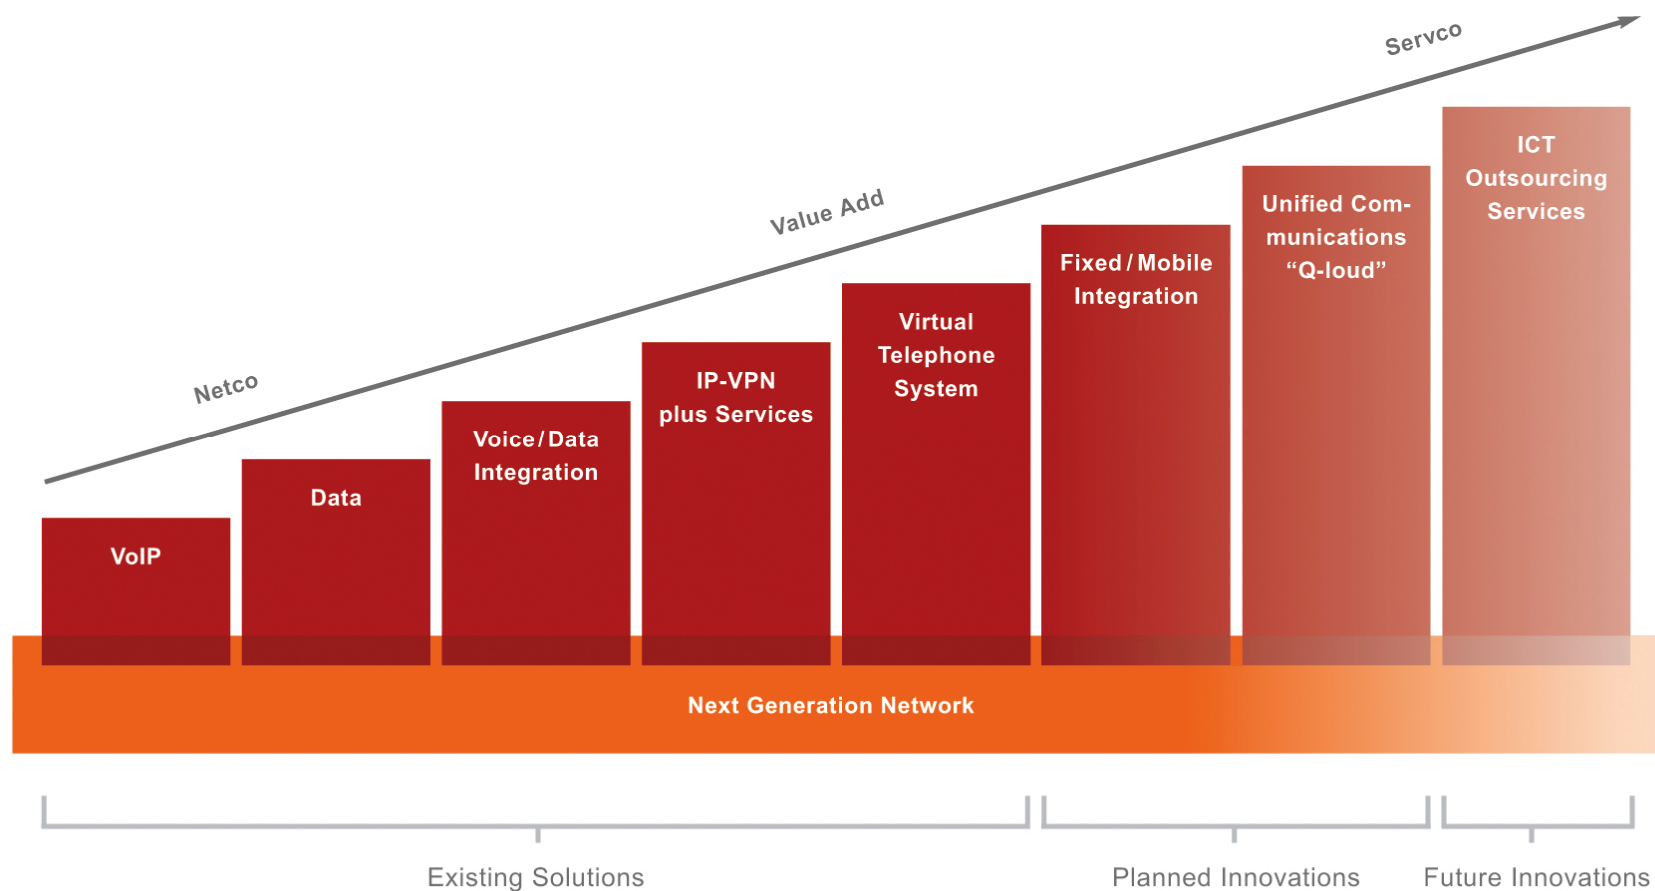 Servco
Value Add
Netco
VoIP
Data
Voice/Data
Integration
IP-VPN
plus Services
Virtual
Telephone
System
Fixed/Mobile
Integration
Unified Com-
munications
“Q-loud”
ICT
Outsourcing
Services
Next Generation Network
Existing Solutions
Planned Innovations
Future Innovations